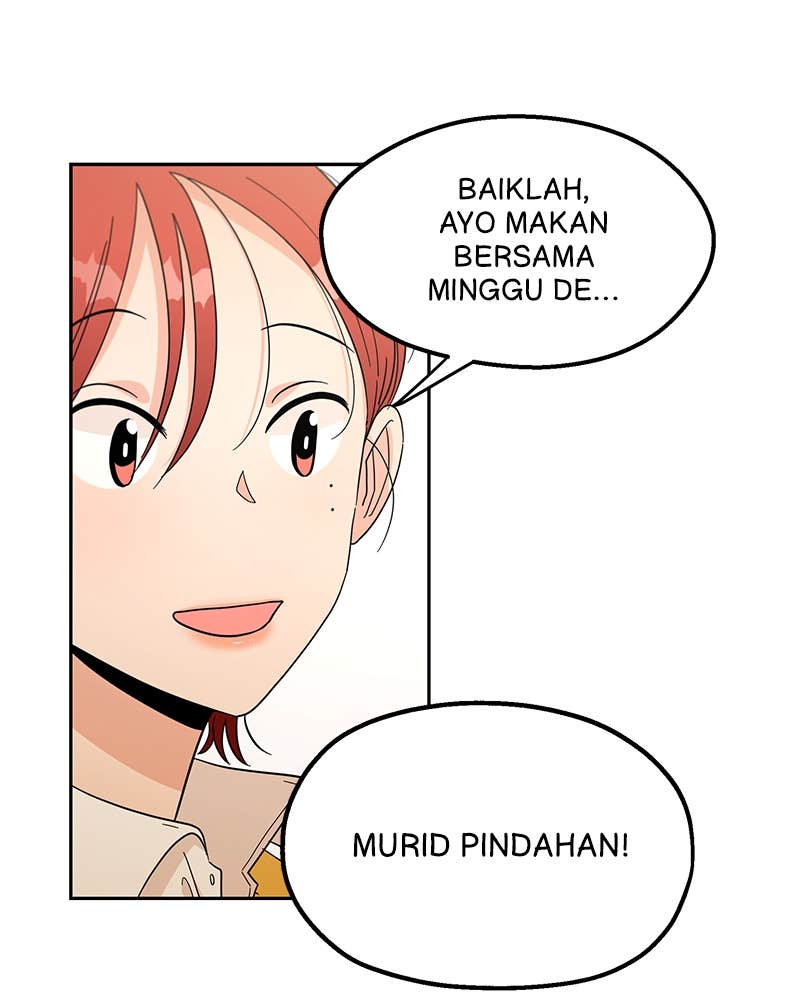 BAIKLAH,
AYO MAKAN
BERSAMA
MINGGU DE...
MURID PINDAHAN!